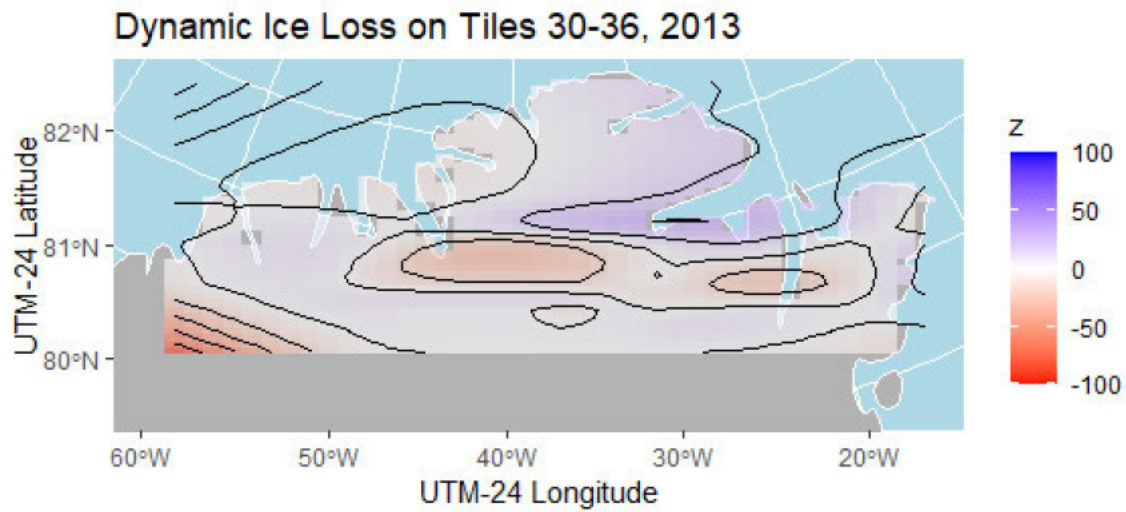 Dynamic Ice Loss on Tiles 30-36, 2013
UTM-24 Latitude
82°N
81°N
80°N
60°W 50°W 40°W 30°W 20°W
UTM-24 Longitude
z
100
50
0
-50
-100